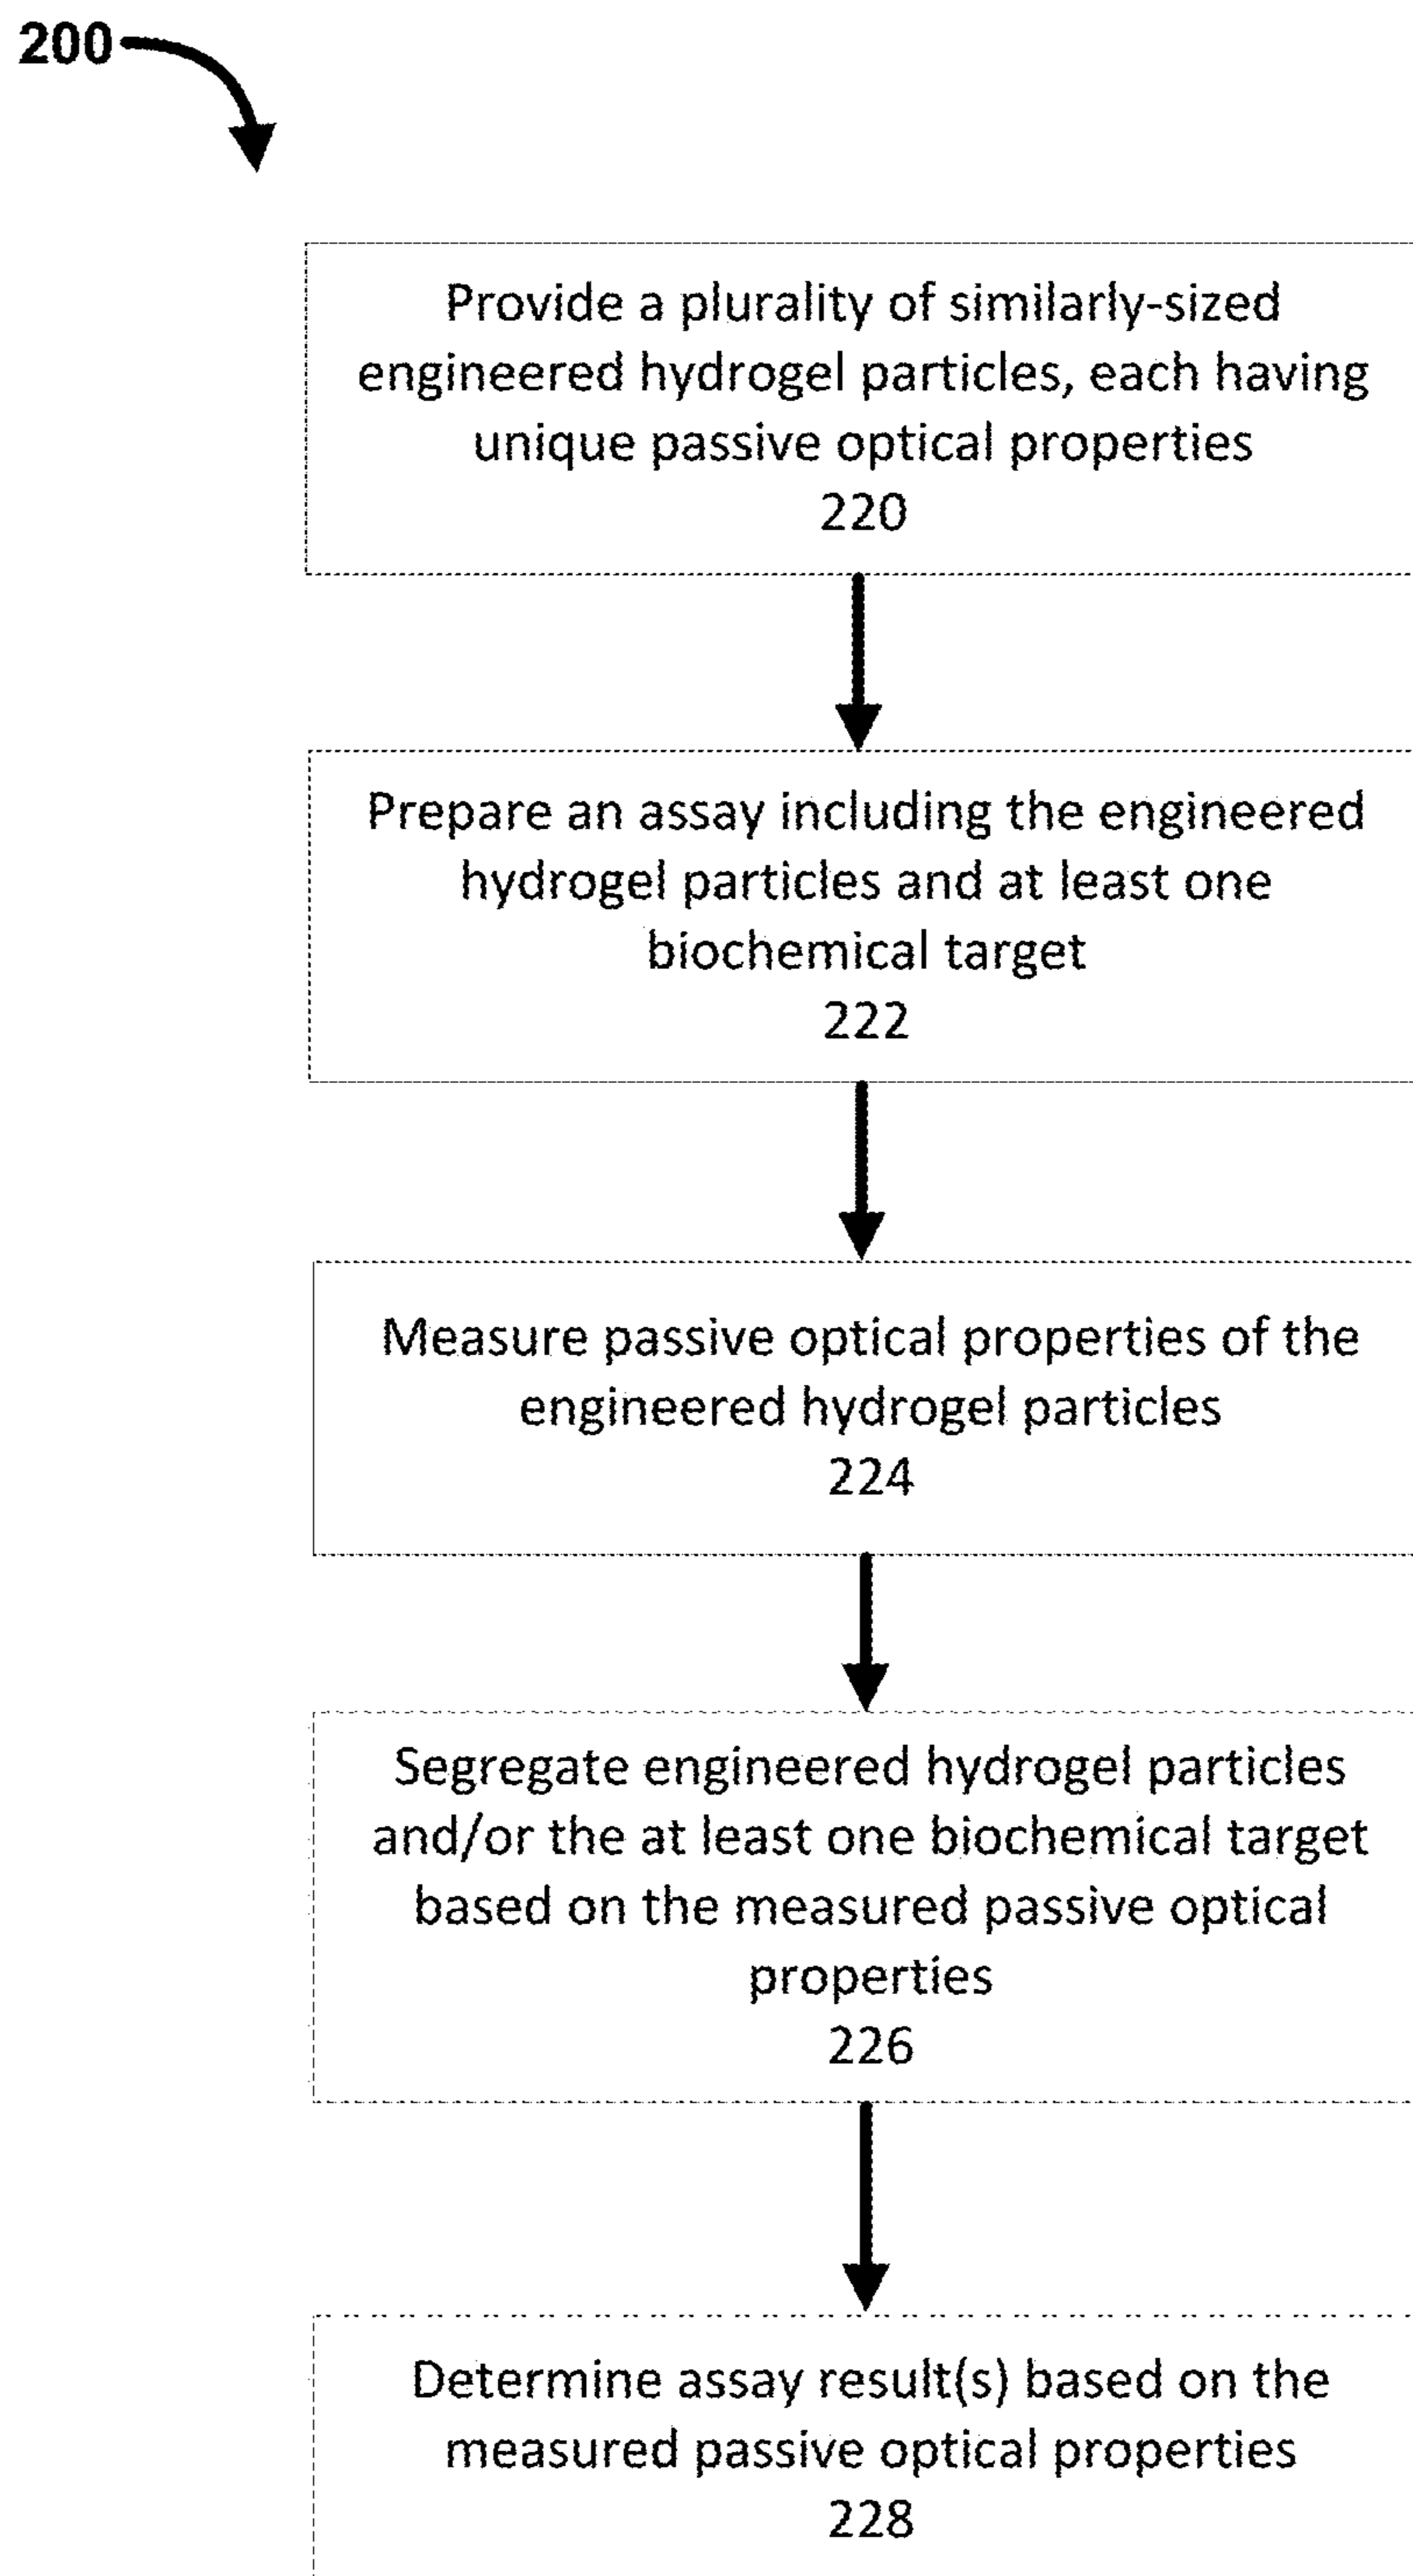 200
Provide a plurality of similarly-sized
engineered hydrogel particles, each having
unique passive optical properties
220
Prepare an assay including the engineered
hydrogel particles and at least one
biochemical target
222
Measure passive optical properties of the
engineered hydrogel particles
224
Segregate engineered hydrogel particles
and/or the at least one biochemical target
based on the measured passive optical
properties
226
Determine assay result(s) based on the
measured passive optical properties
228